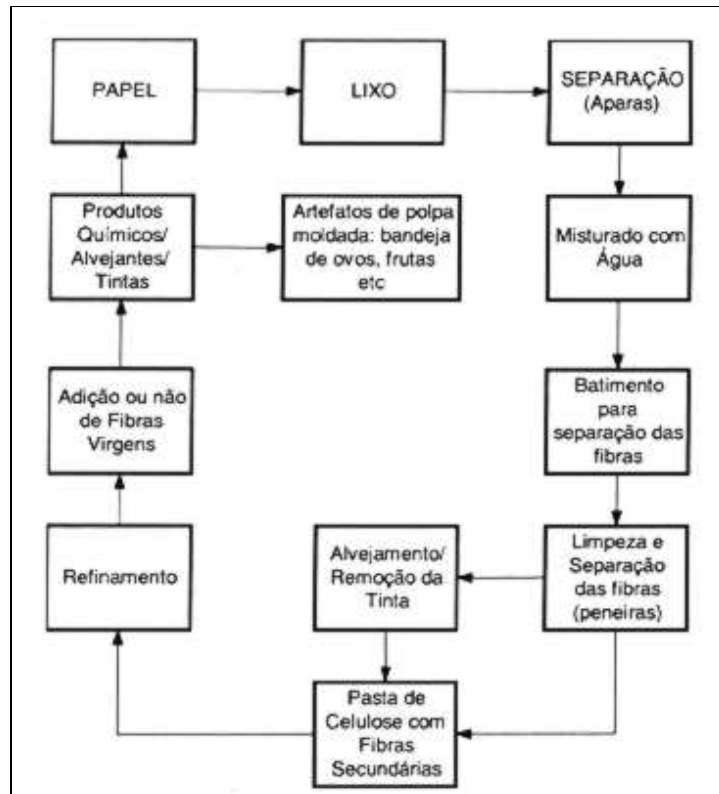 PAPEL
LIXO
SEPARAÇÃO
(Aparas)
Produtos
Químicos/
Alvejantes/
Tintas
Artefatos de polpa
moldada: bandeja
de ovos, frutas
etc
Misturado com
Água
Adição ou não
de Fibras
Virgens
Batimento
para
separação das
fibras
Refinamento
Alvejamento/
Remoção da
Tinta
Limpeza e
Separação
das fibras
(peneiras)
Pasta de
Celulose com
Fibras
Secundárias